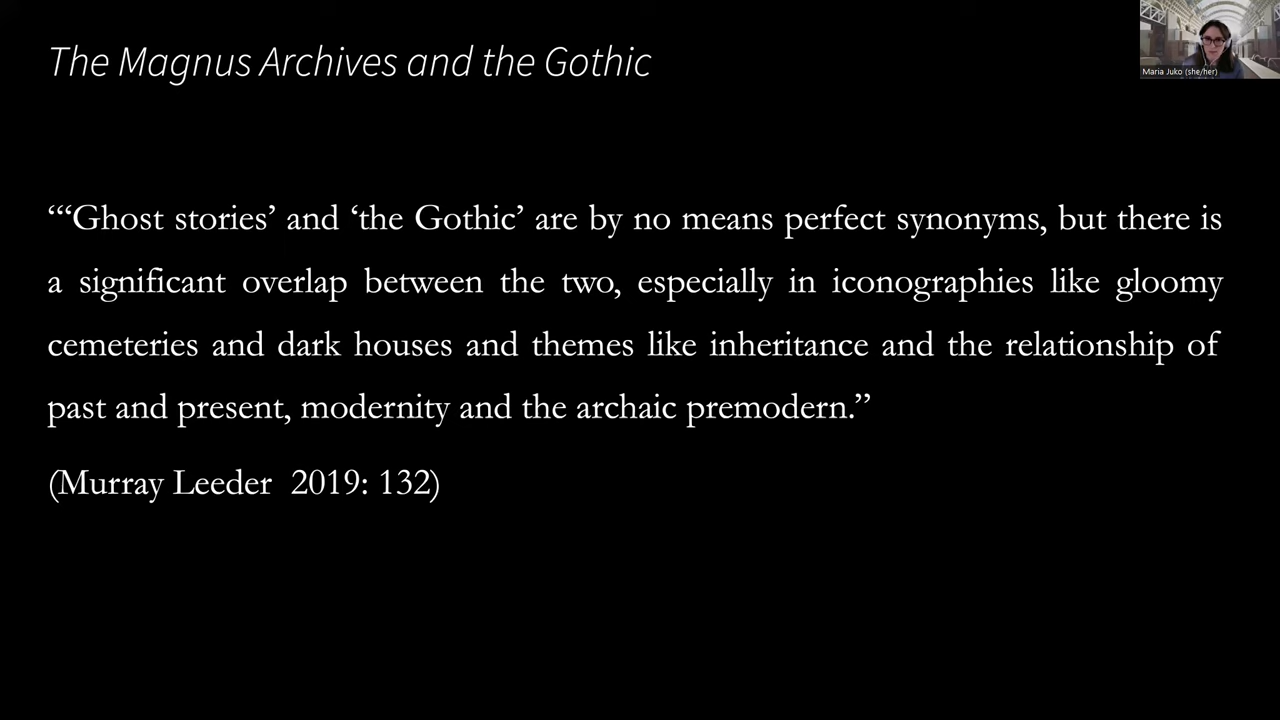 The Magnus Archives and the Gothic
Maria Juko (she/her)
“‘Ghost stories’ and ‘the Gothic’ are by no means perfect synonyms, but there is
a significant overlap between the two, especially in iconographies like gloomy
cemeteries and dark houses and themes like inheritance and the relationship of
past and present, modernity and the archaic premodern.”
(Murray Leeder 2019: 132)